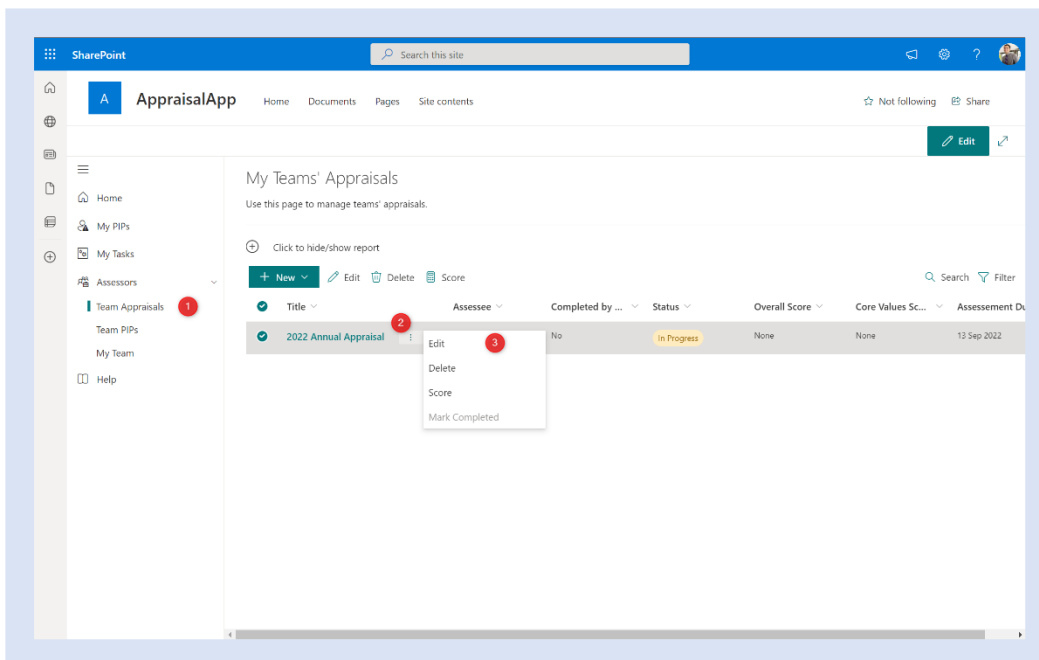 SharePoint
Search this site
?
A
AppraisalApp
Home Documents Pages Site contents
Not following Share
Edit
Home
My PIPs
My Tasks
Assessors
Team Appraisals 1
Team PIPs
My Team
Help
My Teams' Appraisals
Use this page to manage teams' appraisals.
Click to hide/show report
+ New Edit Delete Score
Search Filter
Title Assessee Completed by ... Status Overall Score Core Values Sc... Assessement Du
2
2022 Annual Appraisal No In Progress None None 13 Sep 2022
Edit 3
Delete
Score
Mark Completed